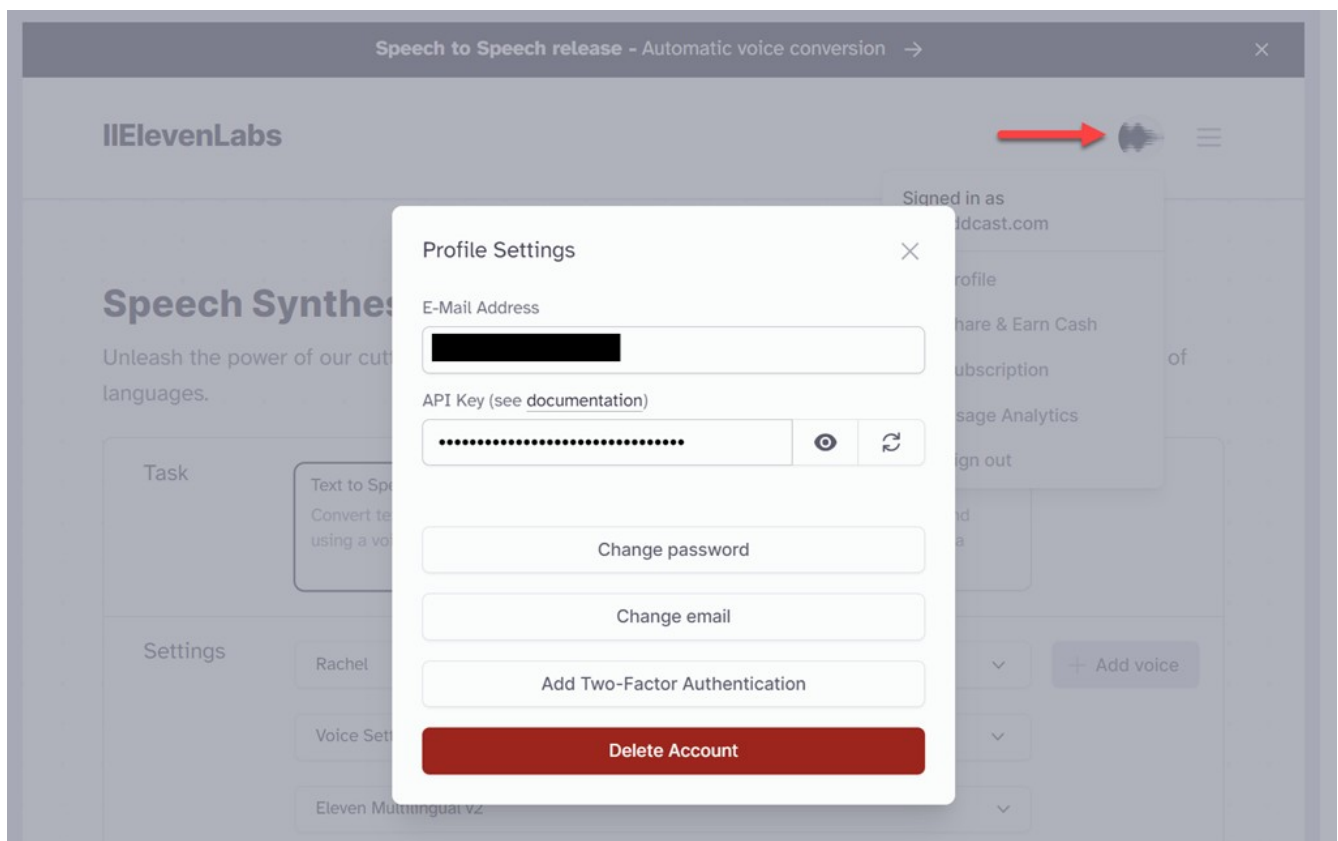 Speech to Speech release - Automatic voice conversion →
IIElevenLabs
Signed in as
ddcast.com
Profile Settings
rofile
E-Mail Address
Speech Synthes
hare & Earn Cash
Unleash the power of our cut
of
languages.
ubscription
API Key (see documentation)
sage Analytics
••••••••••••••••••••••••••••••••
ign out
Task
Text to Spe
Convert te
nd
using a vo
a
Change password
Change email
Settings
Rachel
+ Add voice
Add Two-Factor Authentication
Voice Sett
Delete Account
Eleven Multilingual v2